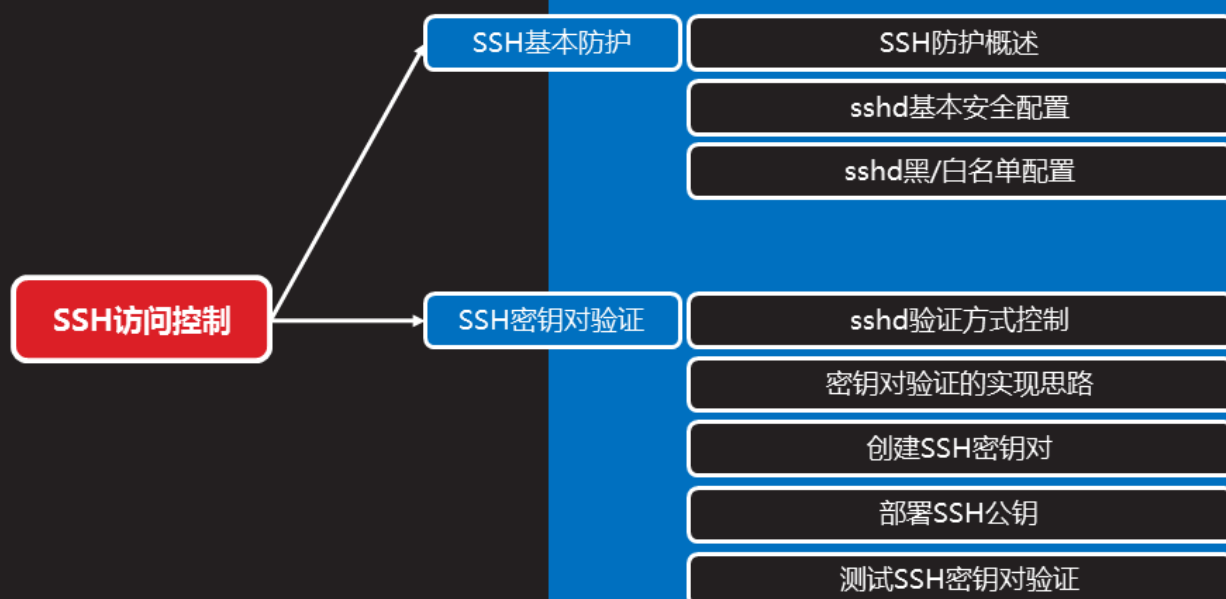 SSH访问控制
SSH基本防护
SSH防护概述
sshd基本安全配置
sshd黑/白名单配置
SSH密钥对验证
sshd验证方式控制
密钥对验证的实现思路
创建SSH密钥对
部署SSH公钥
测试SSH密钥对验证